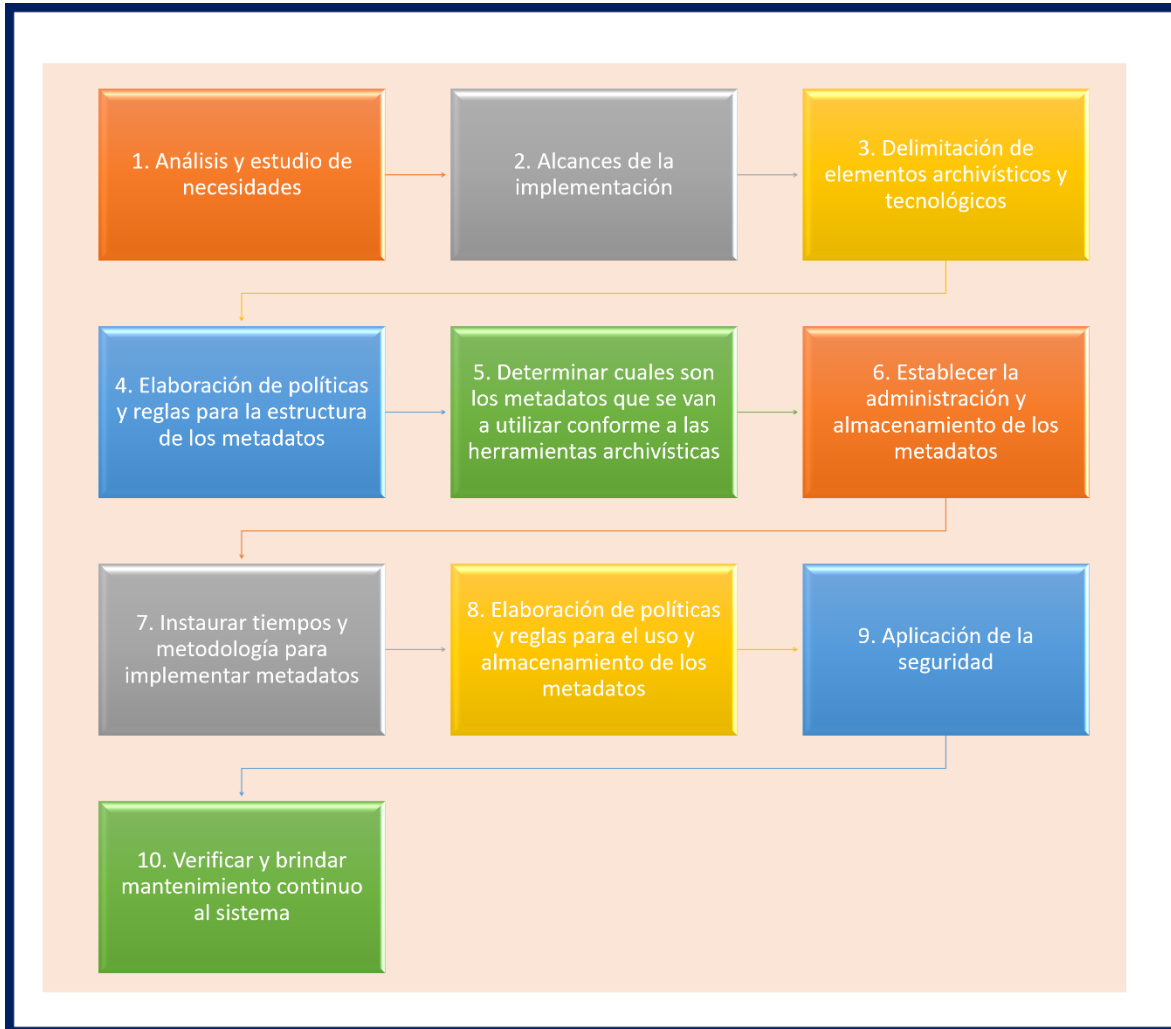 1. Análisis y estudio de
necesidades
2. Alcances de la
implementación
3. Delimitación de
elementos archivísticos y
tecnológicos
4. Elaboración de políticas
y reglas para la estructura
de los metadatos
5. Determinar cuales son
los metadatos que se van
a utilizar conforme a las
herramientas archivísticas
6. Establecer la
administración y
almacenamiento de los
metadatos
7. Instaurar tiempos y
metodología para
implementar metadatos
8. Elaboración de políticas
y reglas para el uso y
almacenamiento de los
metadatos
9. Aplicación de la
seguridad
10. Verificar y brindar
mantenimiento continuo
al sistema